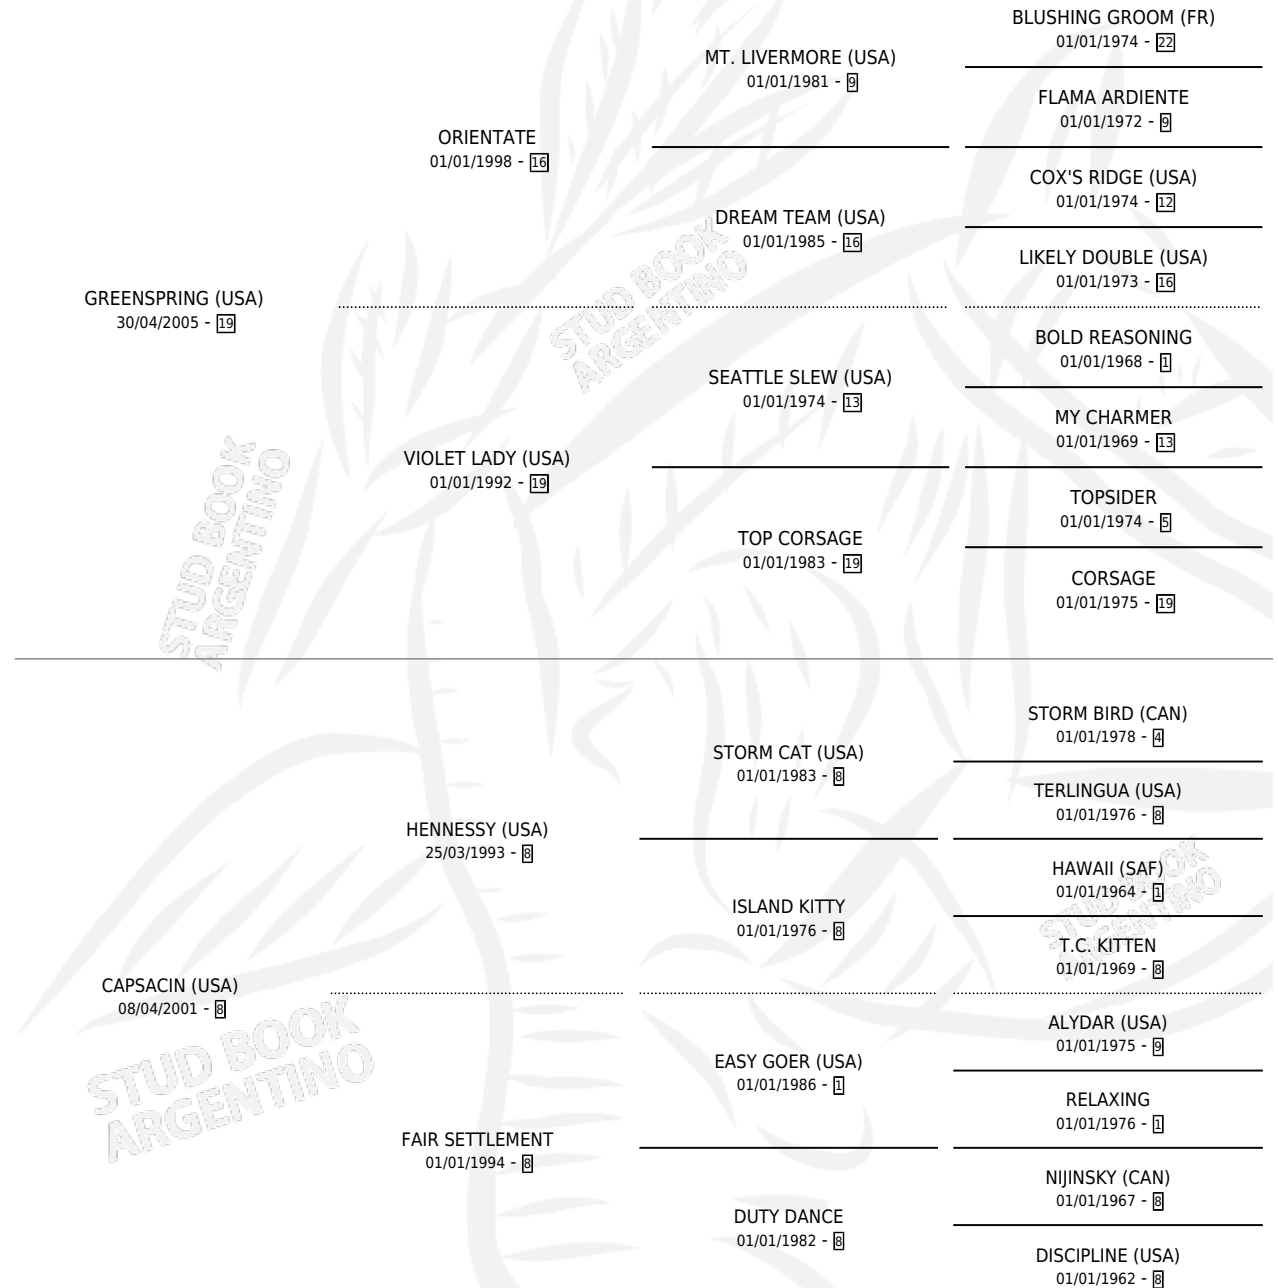 BLUSHING GROOM (FR)
01/01/1974 - 22
MT. LIVERMORE (USA)
01/01/1981 - 9
FLAMA ARDIENTE
01/01/1972 - 9
ORIENTATE
01/01/1998 - 16
COX'S RIDGE (USA)
01/01/1974 - 12
DREAM TEAM (USA)
01/01/1985 - 16
LIKELY DOUBLE (USA)
01/01/1973 - 16
GREENSPRING (USA)
30/04/2005 - 19
BOLD REASONING
01/01/1968 - 1
SEATTLE SLEW (USA)
01/01/1974 - 13
MY CHARMER
01/01/1969 - 13
VIOLET LADY (USA)
01/01/1992 - 19
TOPSIDER
01/01/1974 - 5
TOP CORSAGE
01/01/1983 - 19
CORSAGE
01/01/1975 - 19
STORM BIRD (CAN)
01/01/1978 - 4
STORM CAT (USA)
01/01/1983 - 8
TERLINGUA (USA)
01/01/1976 - 8
HENNESSY (USA)
25/03/1993 - 8
HAWAII (SAF)
01/01/1964 - 1
ISLAND KITTY
01/01/1976 - 8
T.C. KITTEN
01/01/1969 - 8
CAPSACIN (USA)
08/04/2001 - 8
ALYDAR (USA)
01/01/1975 - 9
EASY GOER (USA)
01/01/1986 - 1
RELAXING
01/01/1976 - 1
FAIR SETTLEMENT
01/01/1994 - 8
NIJINSKY (CAN)
01/01/1967 - 8
DUTY DANCE
01/01/1982 - 8
DISCIPLINE (USA)
01/01/1962 - 8
STUD BOOK
ARGENTINO
STUD BOOK
ARGENTINO
STUD BOOK
ARGENTINO
STUD BOOK
ARGENTINO